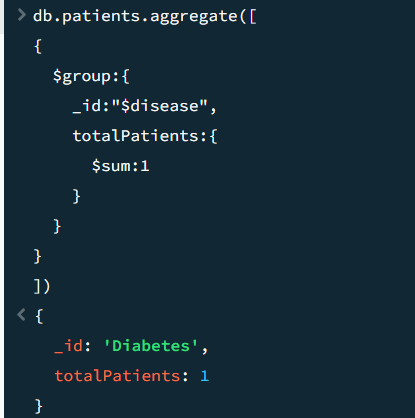 > db.patients.aggregate([
{
$group:{
_id:"$disease",
totalPatients:{
$sum:1
}
}
}
])
< {
_id: 'Diabetes',
totalPatients: 1
}